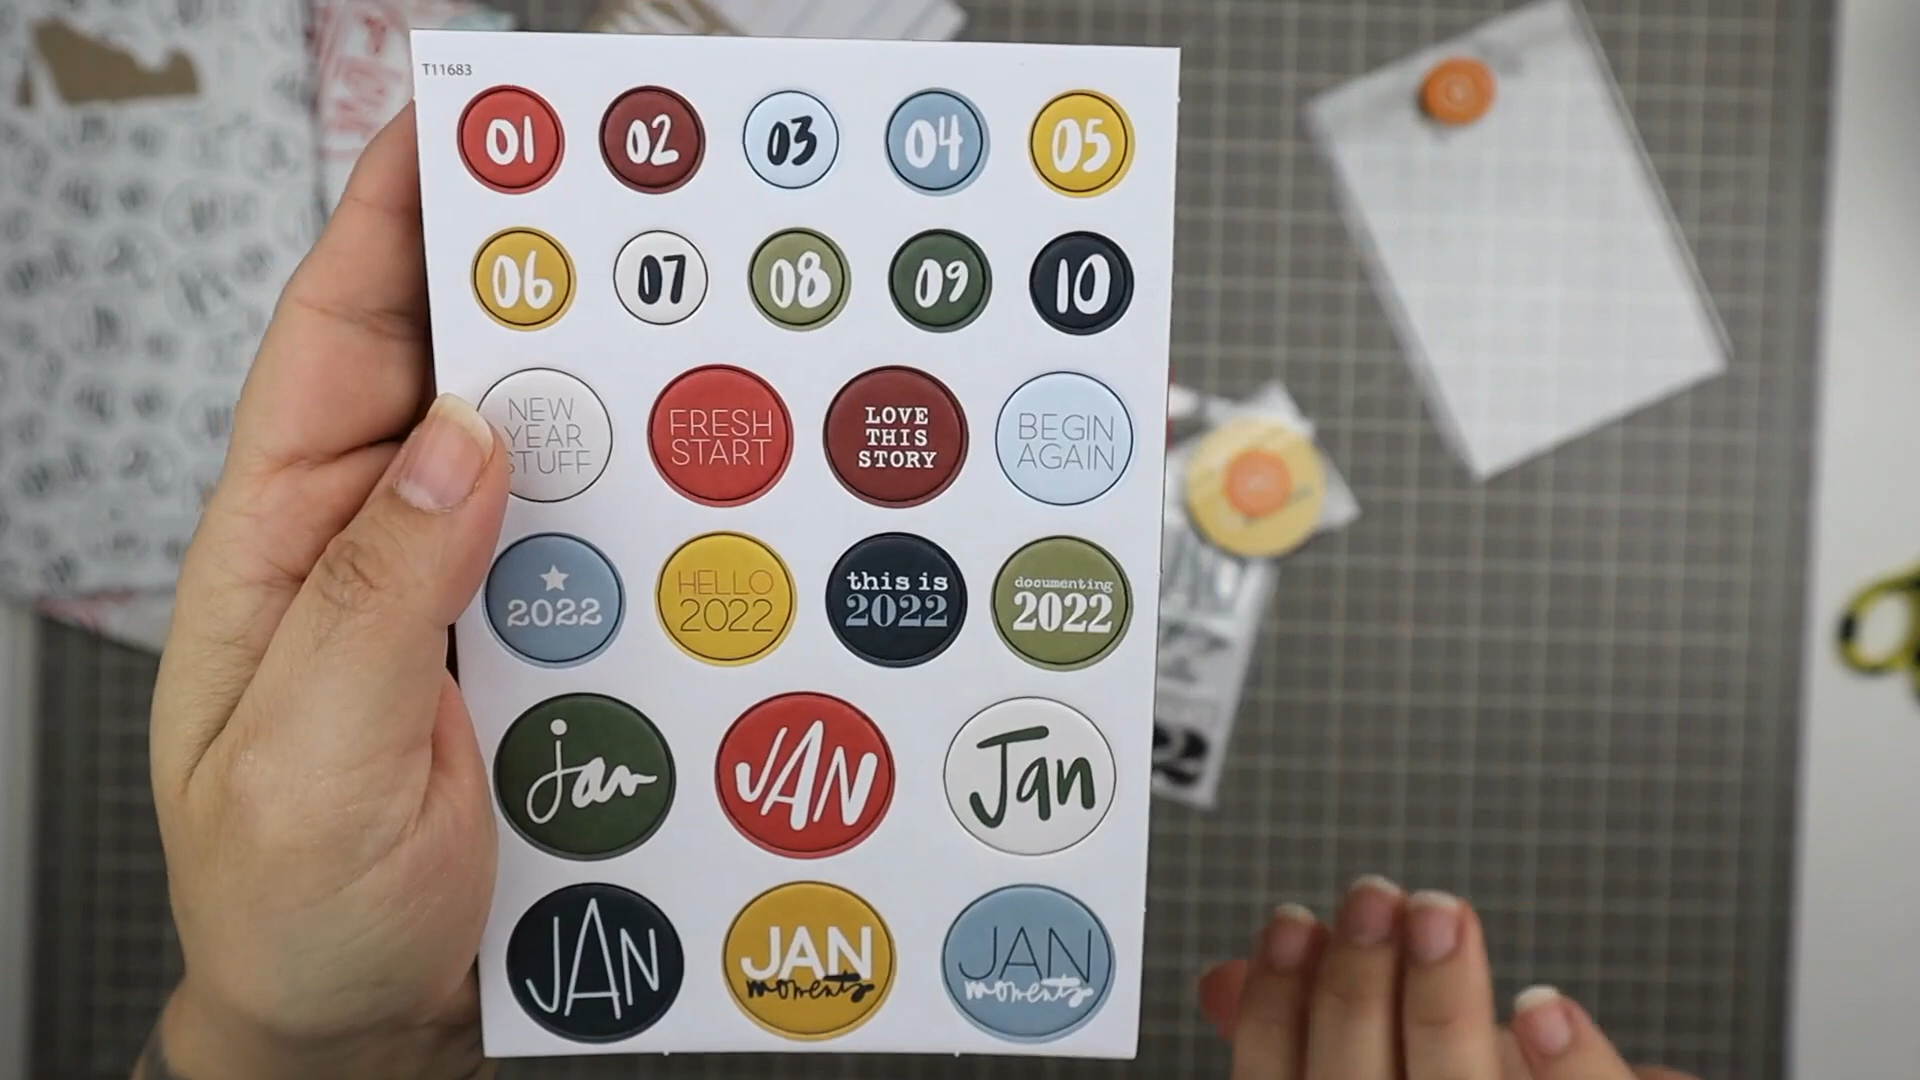 T11683
01 02 03 04 05
06 07 08 09 10
NEW
YEAR
STUFF
FRESH
START
LOVE
THIS
STORY
BEGIN
AGAIN
2022
HELLO
2022
this is
2022
documenting
2022
jan
JAN
Jan
JAN
JAN
moments
JAN
moments